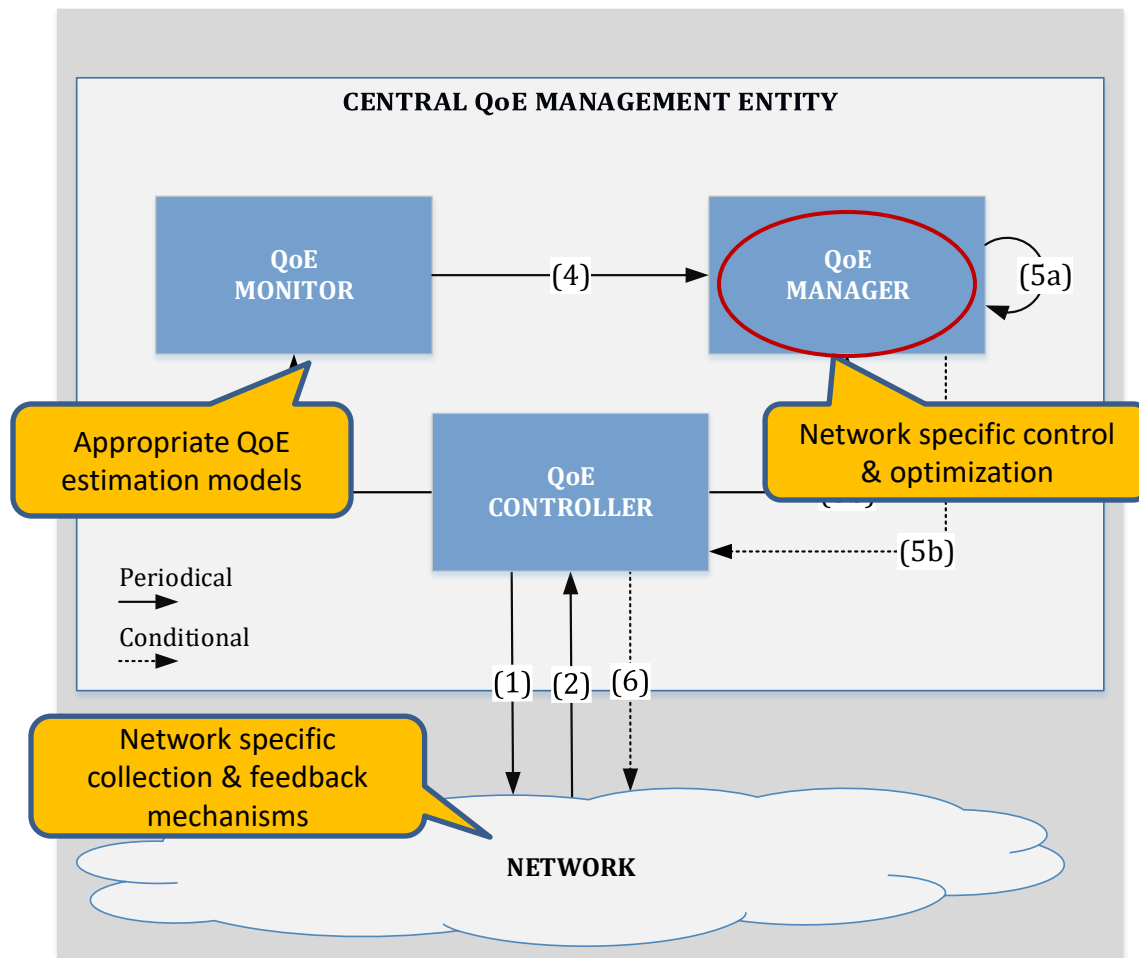 CENTRAL QoE MANAGEMENT ENTITY
QoE
MONITOR
(4)
QoE
MANAGER
(5a)
Appropriate QoE
estimation models
QoE
CONTROLLER
Network specific control
& optimization
(5b)
Periodical
Conditional
(1)
(2)
(6)
Network specific
collection & feedback
mechanisms
NETWORK